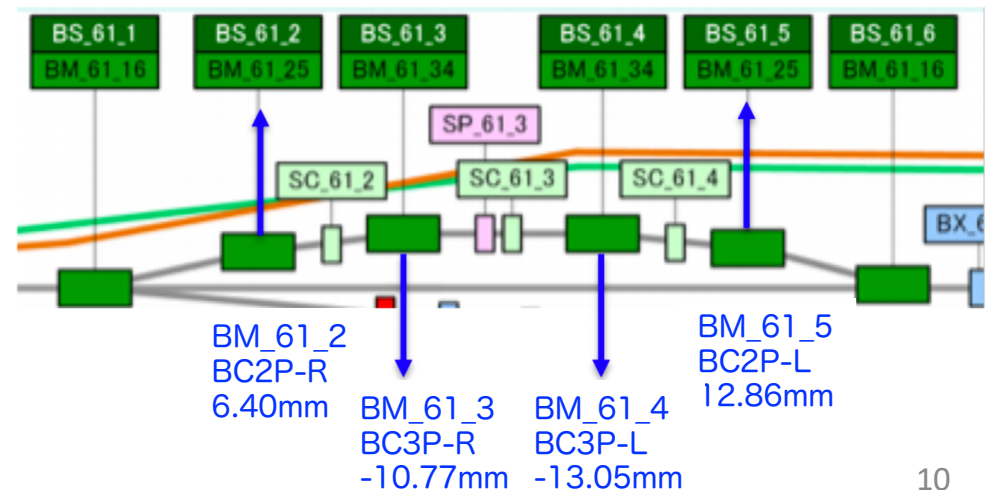 BS_61_1
BM_61_16
BS_61_2
BM_61_25
BS_61_3
BM_61_34
BS_61_4
BM_61_34
BS_61_5
BM_61_25
BS_61_6
BM_61_16
SP_61_3
SC_61_2
SC_61_3
SC_61_4
BM_61_2
BC2P-R
6.40mm
BM_61_3
BC3P-R
-10.77mm
BM_61_4
BC3P-L
-13.05mm
BM_61_5
BC2P-L
12.86mm
10